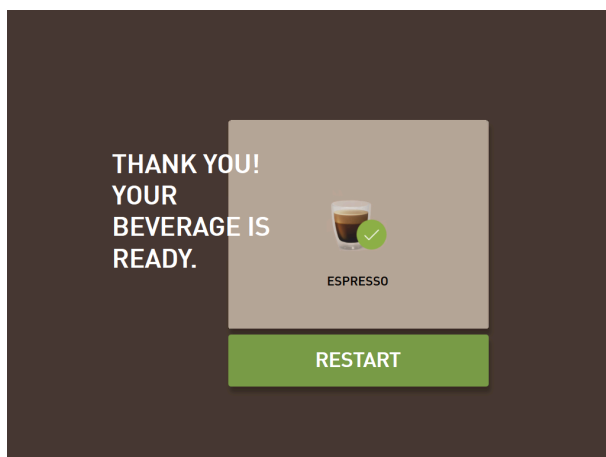 THANK YOU!
YOUR
BEVERAGE IS
READY.
ESPRESSO
RESTART